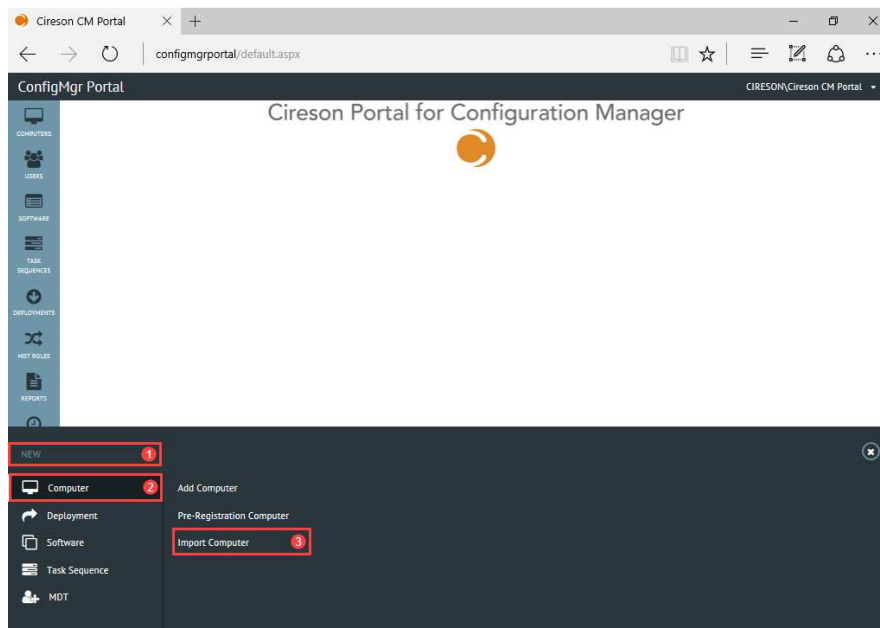 Cireson CM Portal
configmgrportal/default.aspx
ConfigMgr Portal
CIRESON\Cireson CM Portal
Cireson Portal for Configuration Manager
COMPUTERS
USERS
SOFTWARE
TASK
SEQUENCES
DEPLOYMENTS
MDT ROLES
REPORTS
NEW 1
Computer 2
Add Computer
Deployment
Pre-Registration Computer
Software
Import Computer 3
Task Sequence
MDT